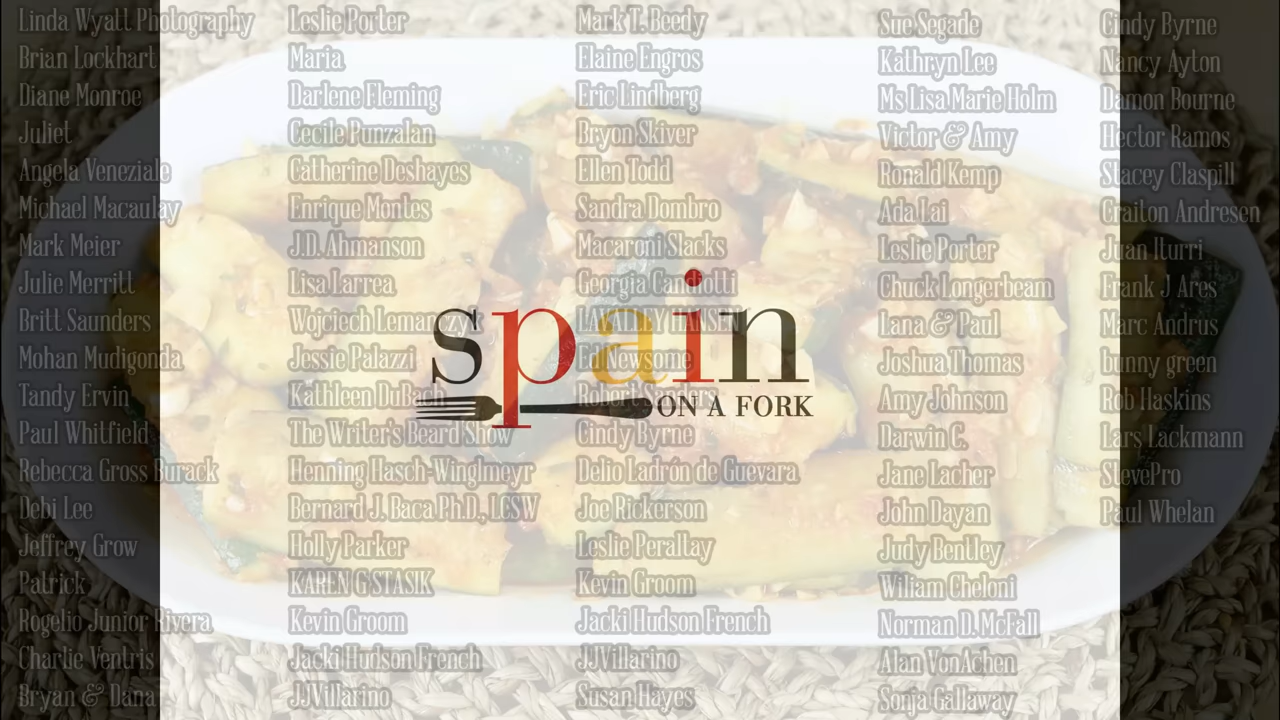 Linda Wyatt Photography
Brian Lockhart
Diane Monroe
Juliet
Angela Veneziale
Michael Macaulay
Mark Meier
Julie Merritt
Britt Saunders
Mohan Mudigonda
Tandy Ervin
Paul Whitfield
Rebecca Gross Burack
Debi Lee
Jeffrey Grow
Patrick
Rogelio Junior Rivera
Charlie Ventris
Bryan & Dana
Leslie Porter
Maria
Darlene Fleming
Cecile Punzalan
Catherine Deshayes
Enrique Montes
J.D. Ahmanson
Lisa Larrea
Wojciech
Jessie Palazzi
Kathleen
The Writer's Beard Show
Henning Hasch-Winglmeyr
Bernard J. Baca Ph.D., LCSW
Holly Parker
KAREN G STASIK
Kevin Groom
Jacki Hudson French
JJVillarino
Mark T. Beedy
Elaine Engros
Eric Lindberg
Bryon Skiver
Ellen Todd
Sandra Dombro
Macaroni Slacks
Georgia
spain
ON A FORK
Cindy Byrne
Delio Ladrón de Guevara
Joe Rickerson
Leslie Peraltay
Kevin Groom
Jacki Hudson French
JJVillarino
Susan Hayes
Sue Segade
Kathryn Lee
Ms Lisa Marie Holm
Victor & Amy
Ronald Kemp
Ada Lai
Leslie Porter
Chuck Longerbeam
Lana & Paul
Joshua Thomas
Amy Johnson
Darwin C.
Jane Lacher
John Dayan
Judy Bentley
Wiliam Cheloni
Norman D. McFall
Alan VonAchen
Sonja Gallaway
Cindy Byrne
Nancy Ayton
Damon Bourne
Hector Ramos
Stacey Claspill
Graiton Andresen
Juan Iturri
Frank J Ares
Marc Andrus
bunny green
Rob Haskins
Lars Lackmann
StevePro
Paul Whelan